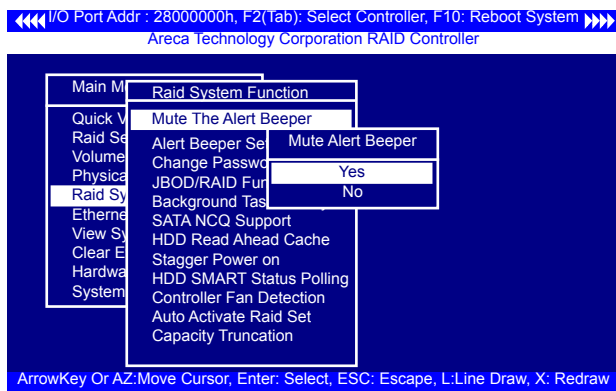 I/O Port Addr : 28000000h, F2(Tab): Select Controller, F10: Reboot System
Areca Technology Corporation RAID Controller
Main M
Quick V
Raid Se
Volume
Physica
Raid Sy
Etherne
View Sy
Clear E
Hardwa
System
Raid System Function
Mute The Alert Beeper
Alert Beeper Se
Change Passwo
JBOD/RAID Fun
Background Tas
SATA NCQ Support
HDD Read Ahead Cache
Stagger Power on
HDD SMART Status Polling
Controller Fan Detection
Auto Activate Raid Set
Capacity Truncation
Mute Alert Beeper
Yes
No
ArrowKey Or AZ:Move Cursor, Enter: Select, ESC: Escape, L:Line Draw, X: Redraw